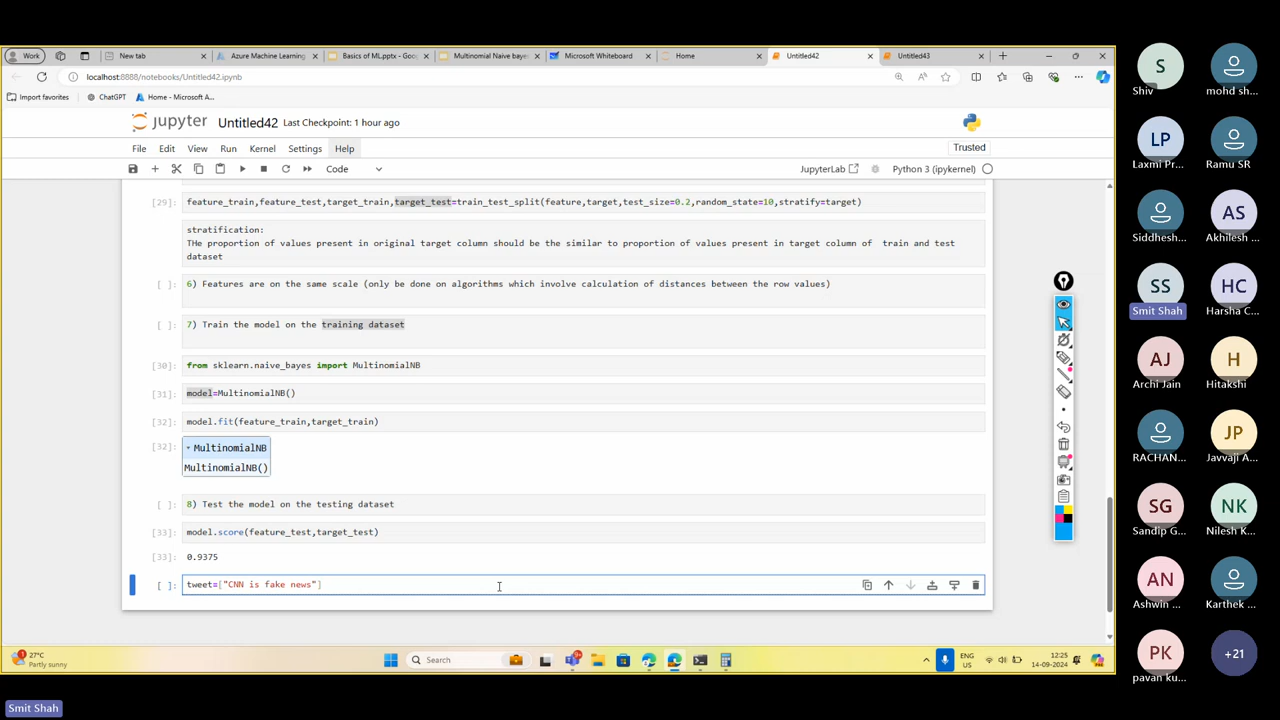 Work
New tab
Azure Machine Learning
Basics of ML.pptx - Goo
Multinomial Naive bayes
Microsoft Whiteboard
Home
Untitled42
Untitled43
localhost:8888/notebooks/Untitled42.ipynb
Import favorites
ChatGPT
Home - Microsoft A...
jupyter Untitled42 Last Checkpoint: 1 hour ago
File Edit View Run Kernel Settings Help
Trusted
Code
JupyterLab
Python 3 (ipykernel)
[29]: feature_train,feature_test,target_train,target_test=train_test_split(feature,target,test_size=0.2,random_state=10,stratify=target)
stratification:
THe proportion of values present in original target column should be the similar to proportion of values present in target column of train and test
dataset
[ ]: 6) Features are on the same scale (only be done on algorithms which involve calculation of distances between the row values)
[ ]: 7) Train the model on the training dataset
[30]: from sklearn.naive_bayes import MultinomialNB
[31]: model=MultinomialNB()
[32]: model.fit(feature_train,target_train)
[32]: MultinomialNB
MultinomialNB()
[ ]: 8) Test the model on the testing dataset
[33]: model.score(feature_test,target_test)
[33]: 0.9375
[ ]: tweet=["CNN is fake news"]
27°C
Partly sunny
Search
ENG
US
12:25
14-09-2024
S
Shiv
mohd sh...
LP
Laxmi Pr...
Ramu SR
Siddhesh...
AS
Akhilesh ...
SS
Smit Shah
HC
Harsha C...
AJ
Archi Jain
H
Hitakshi
RACHAN...
JP
Javvaji A...
SG
Sandip G...
NK
Nilesh K...
AN
Ashwin ...
Karthek ...
PK
pavan ku...
+21
Smit Shah